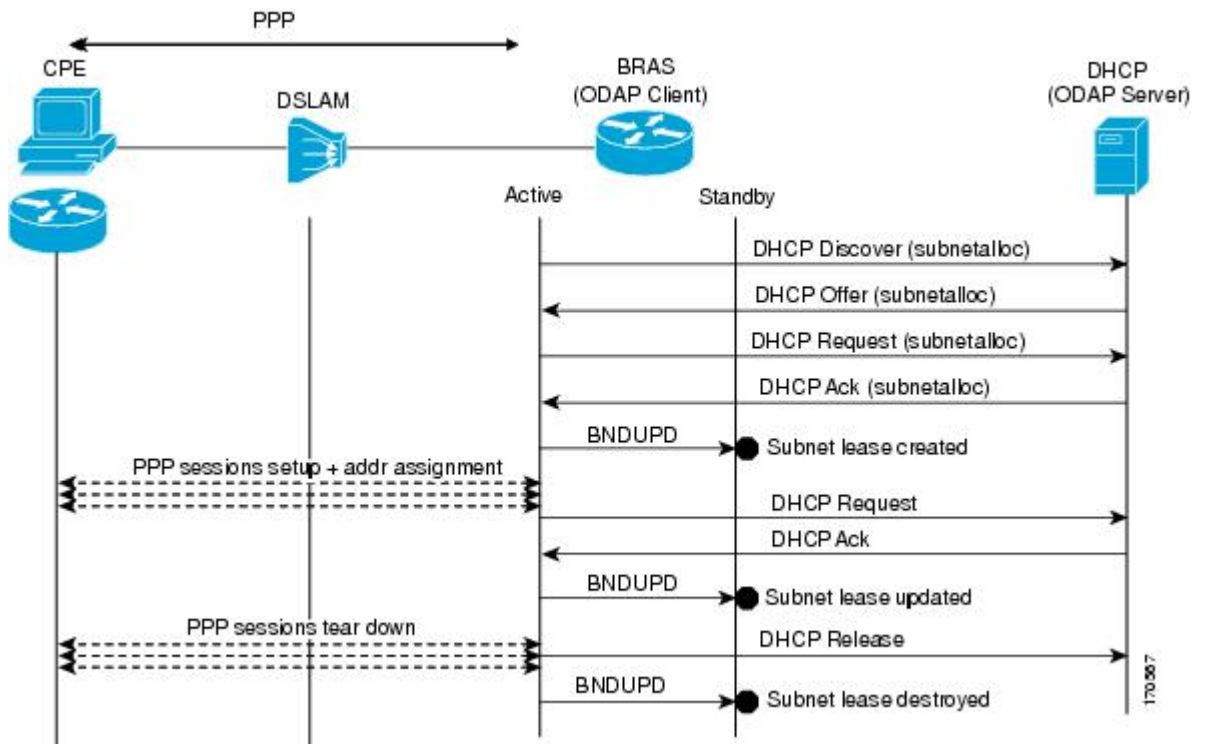 PPP
CPE
DSLAM
BRAS
(ODAP Client)
DHCP
(ODAP Server)
Active
Standby
DHCP Discover (subnetalloc)
DHCP Offer (subnetalloc)
DHCP Request (subnetalloc)
DHCP Ack (subnetalloc)
BNDUPD
Subnet lease created
PPP sessions setup + addr assignment
DHCP Request
DHCP Ack
BNDUPD
Subnet lease updated
PPP sessions tear down
DHCP Release
BNDUPD
Subnet lease destroyed
170567